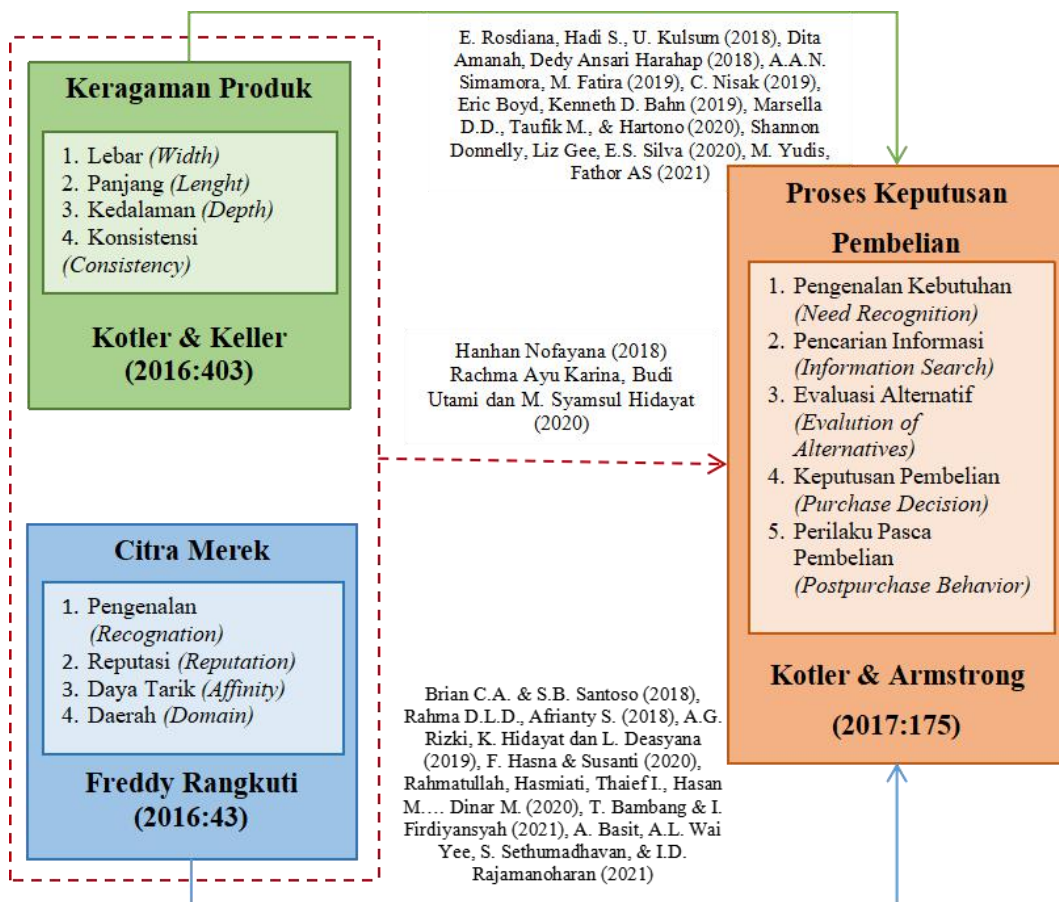 Keragaman Produk
1. Lebar (Width)
2. Panjang (Lenght)
3. Kedalaman (Depth)
4. Konsistensi
(Consistency)
Kotler & Keller
(2016:403)
E. Rosdiana, Hadi S., U. Kulsum (2018), Dita
Amanah, Dedy Ansari Harahap (2018), A.A.N.
Simamora, M. Fatira (2019), C. Nisak (2019),
Eric Boyd, Kenneth D. Bahn (2019), Marsella
D.D., Taufik M., & Hartono (2020), Shannon
Donnelly, Liz Gee, E.S. Silva (2020), M. Yudis,
Fathor AS (2021)
Hanhan Nofayana (2018)
Rachma Ayu Karina, Budi
Utami dan M. Syamsul Hidayat
(2020)
Citra Merek
1. Pengenalan
(Recognation)
2. Reputasi (Reputation)
3. Daya Tarik (Affinity)
4. Daerah (Domain)
Freddy Rangkuti
(2016:43)
Brian C.A. & S.B. Santoso (2018),
Rahma D.L.D., Afrianty S. (2018), A.G.
Rizki, K. Hidayat dan L. Deasyana
(2019), F. Hasna & Susanti (2020),
Rahmatullah, Hasmiati, Thaief I., Hasan
M.… Dinar M. (2020), T. Bambang & I.
Firdiyansyah (2021), A. Basit, A.L. Wai
Yee, S. Sethumadhavan, & I.D.
Rajamanoharan (2021)
Proses Keputusan
Pembelian
1. Pengenalan Kebutuhan
(Need Recognition)
2. Pencarian Informasi
(Information Search)
3. Evaluasi Alternatif
(Evalution of
Alternatives)
4. Keputusan Pembelian
(Purchase Decision)
5. Perilaku Pasca
Pembelian
(Postpurchase Behavior)
Kotler & Armstrong
(2017:175)